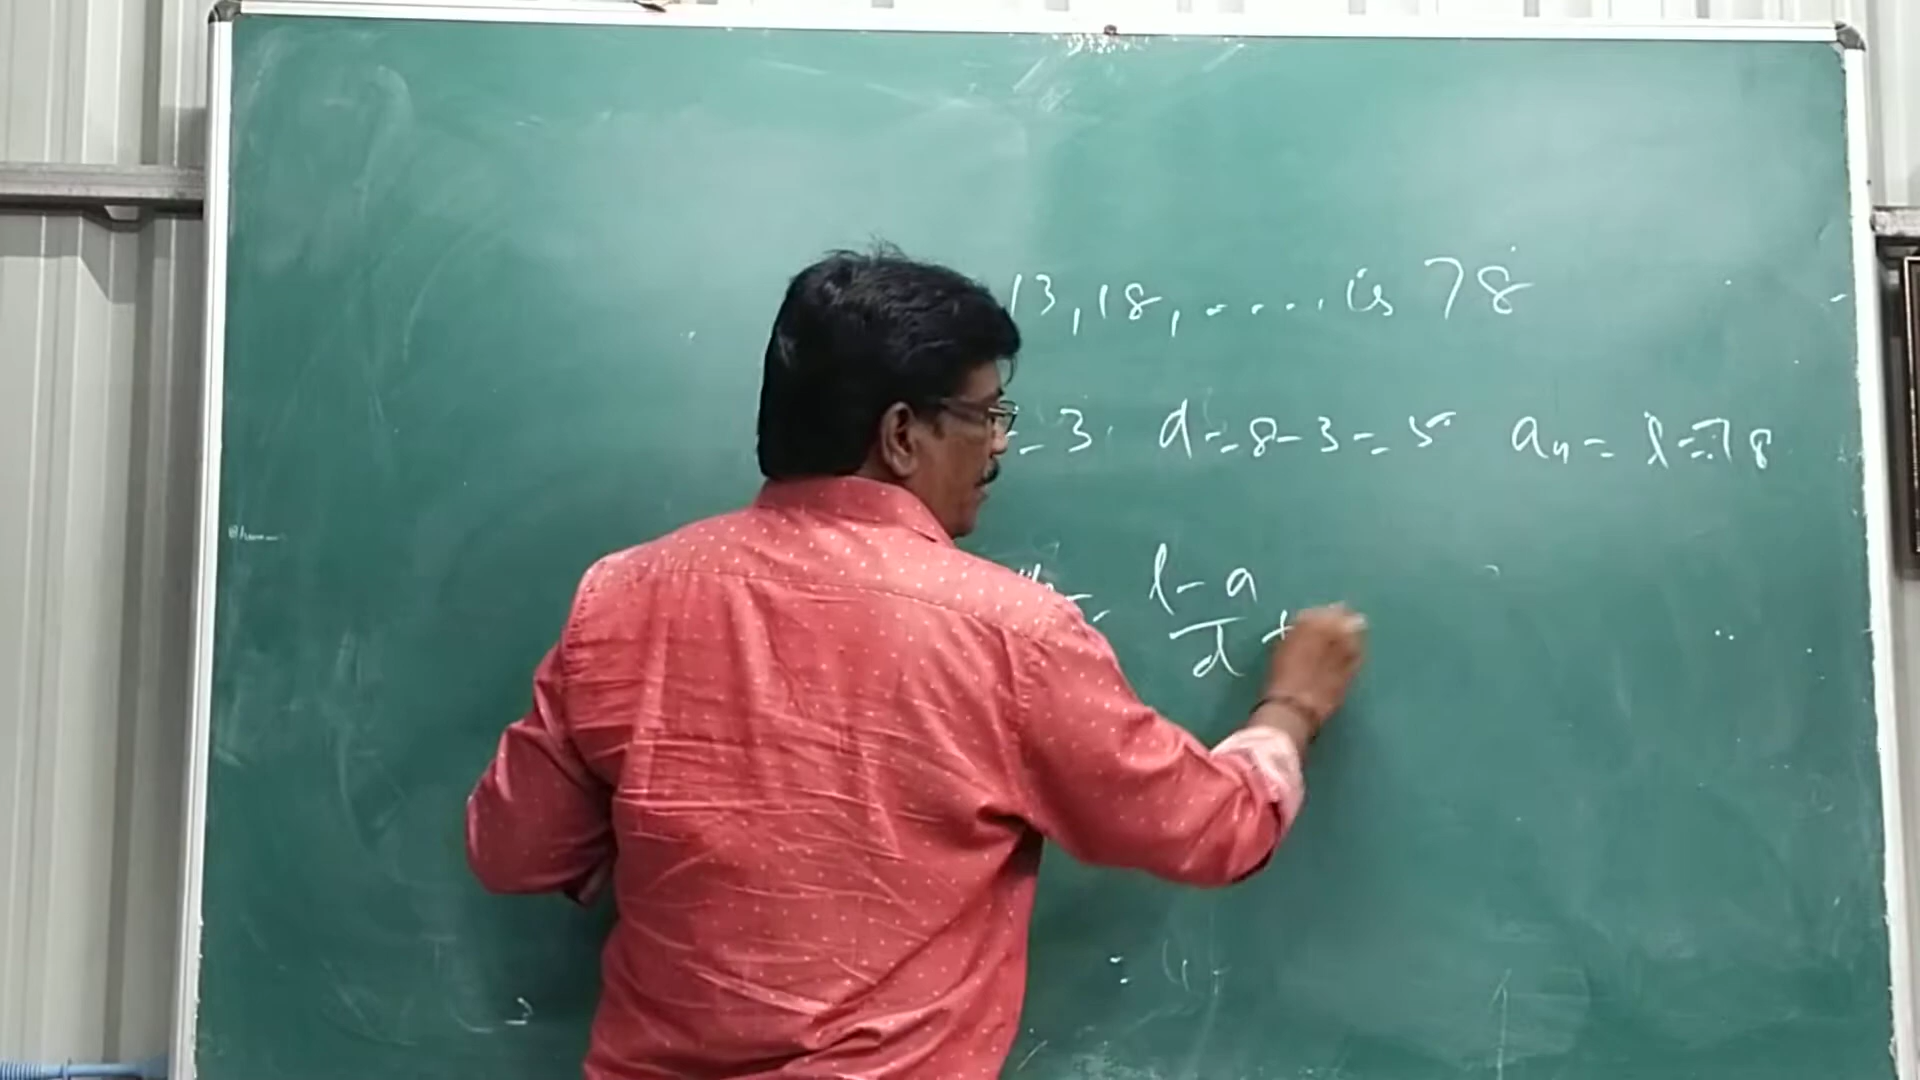 13, 18, ..... is 78
= 3. d = 8 - 3 = 5 an = l = 78
n = l - a / d +